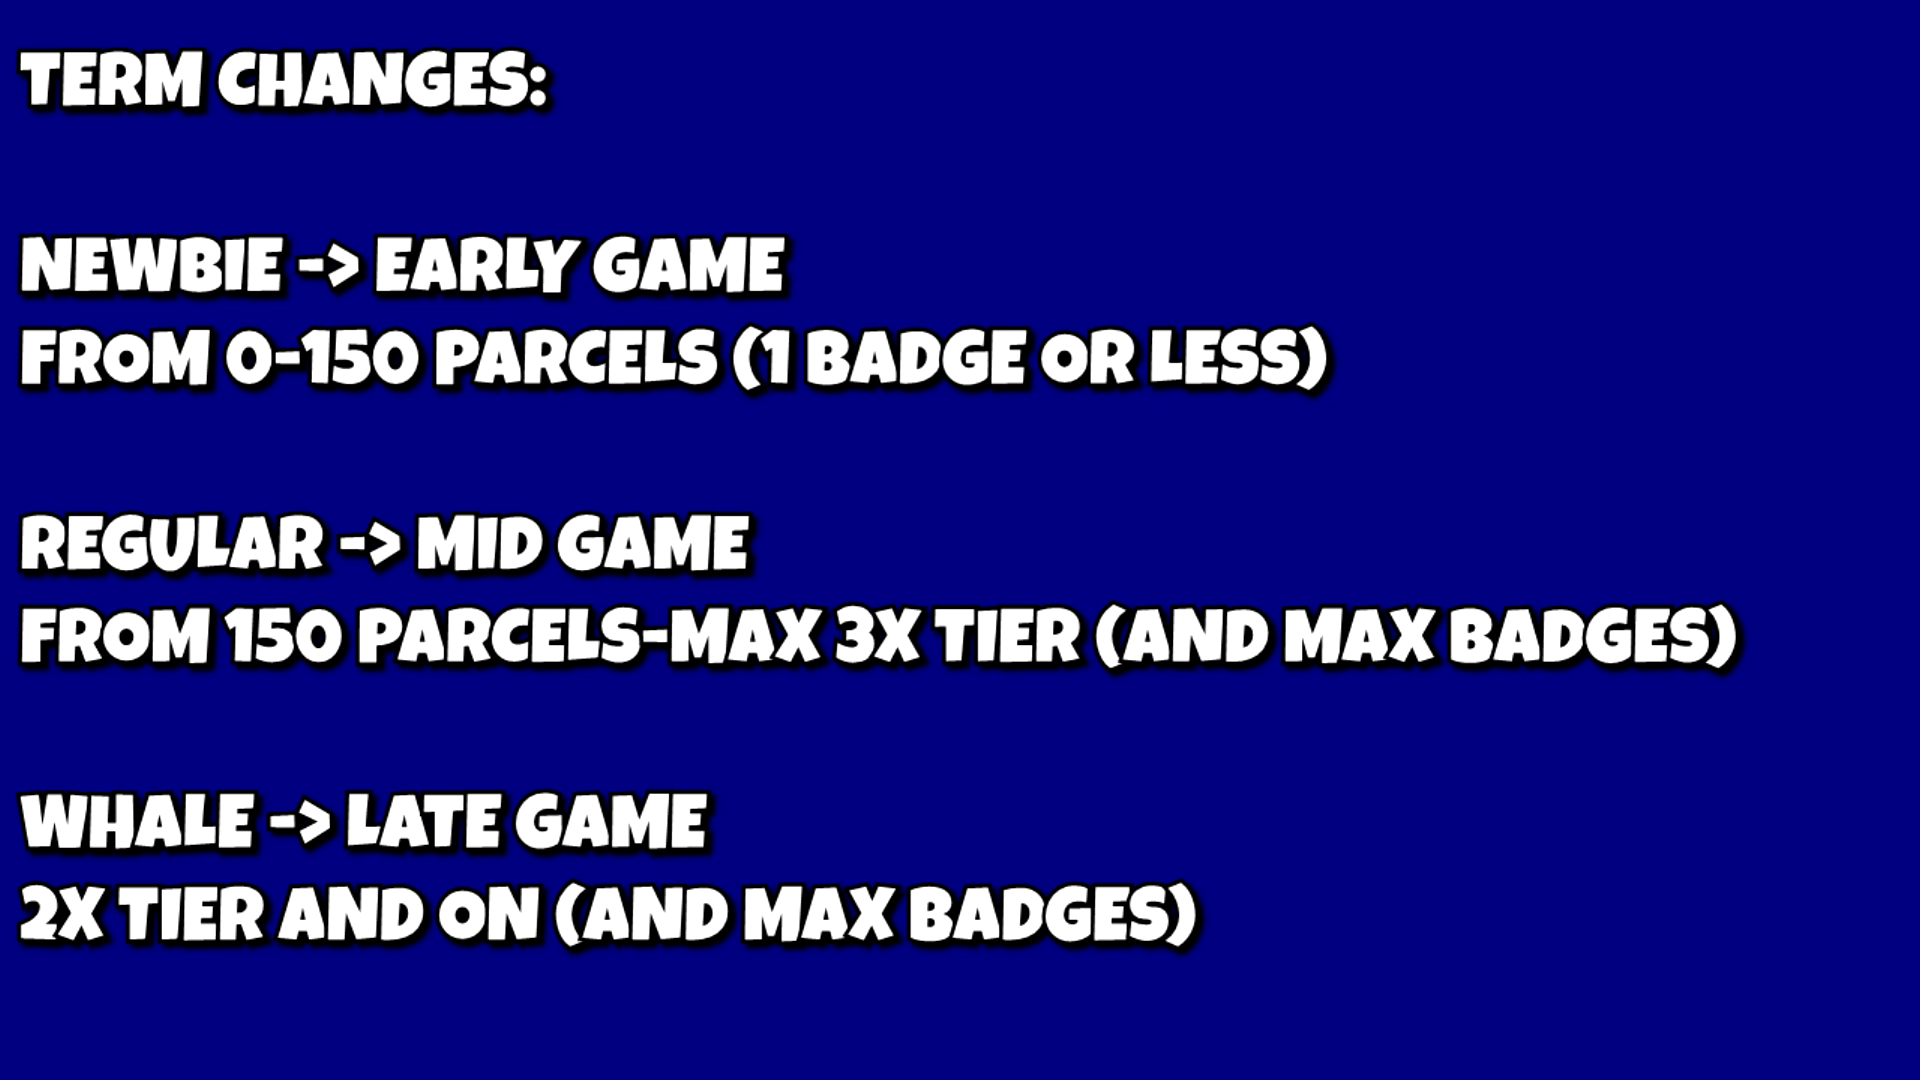 TERM CHANGES:
NEWBIE -> EARLY GAME
FROM 0-150 PARCELS (1 BADGE OR LESS)
REGULAR -> MID GAME
FROM 150 PARCELS-MAX 3X TIER (AND MAX BADGES)
WHALE -> LATE GAME
2X TIER AND ON (AND MAX BADGES)